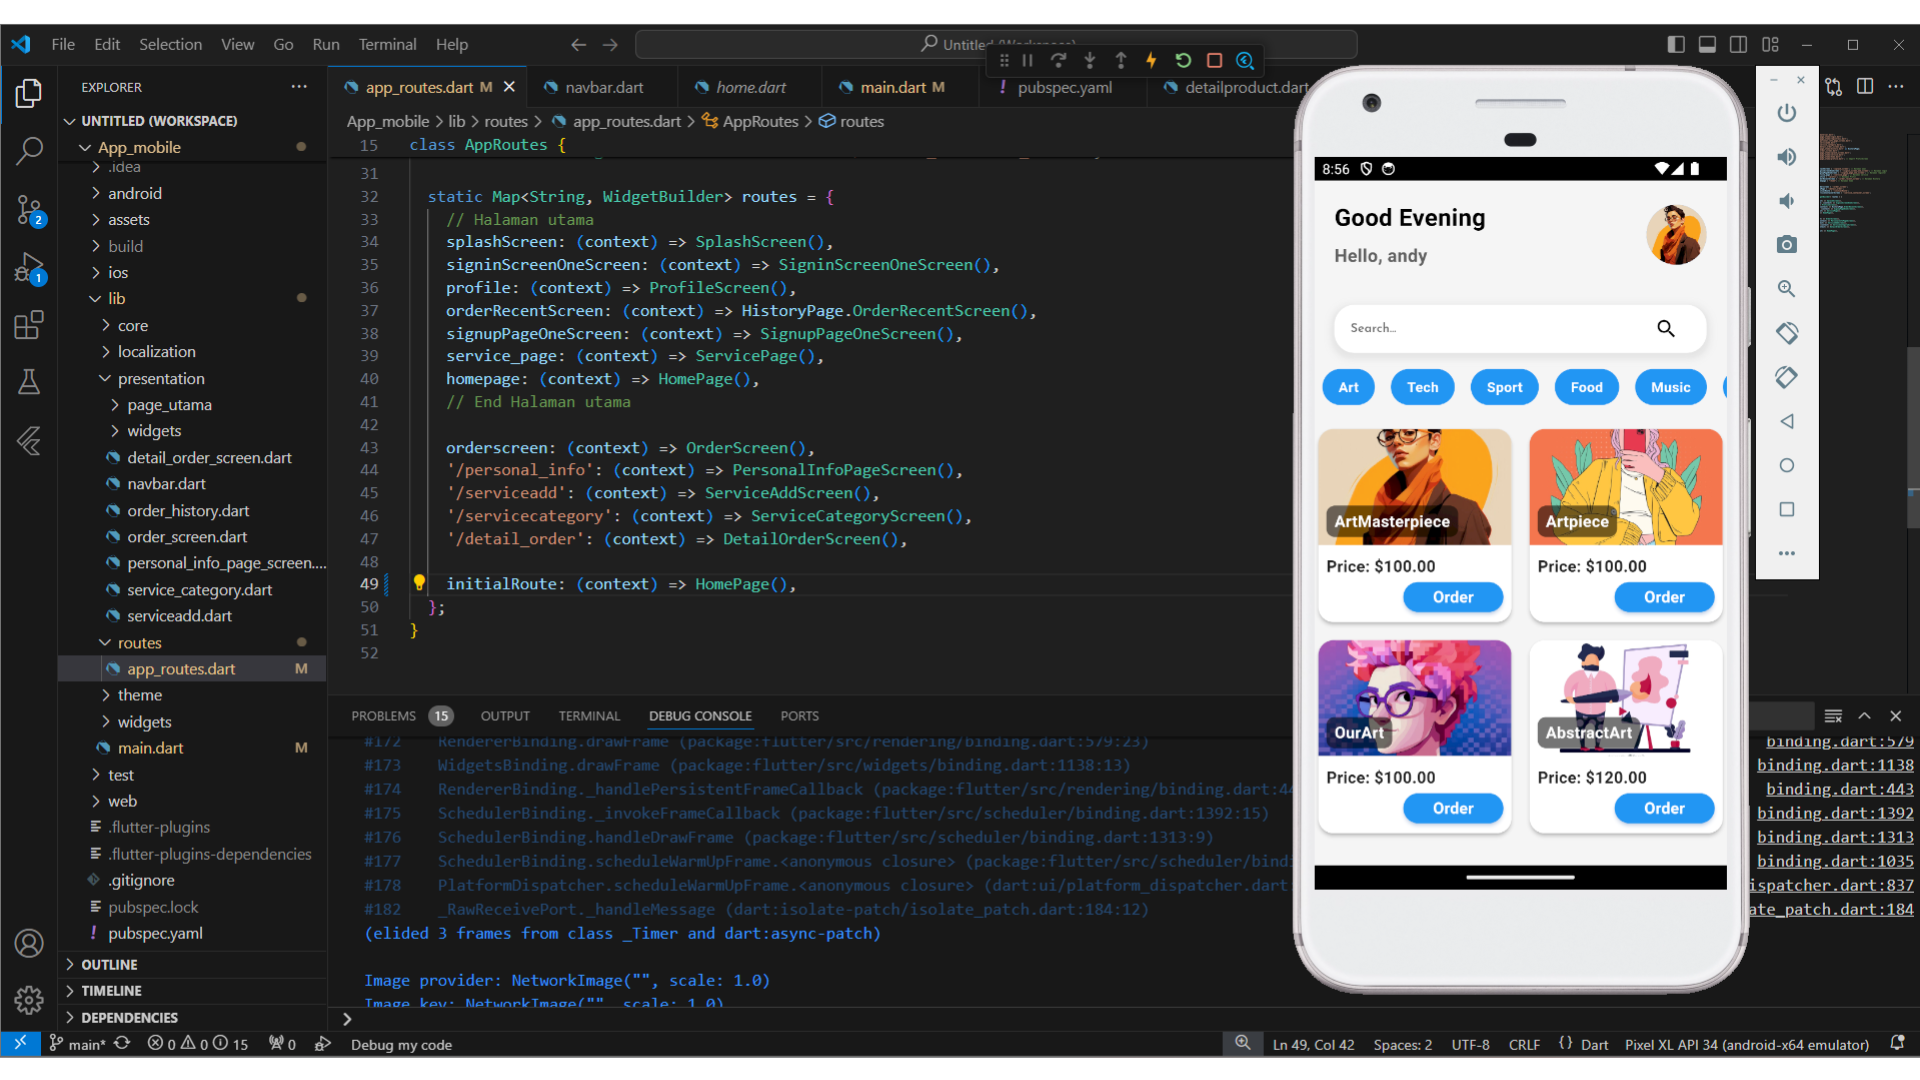 File Edit Selection View Go Run Terminal Help
Untitled (Workspace)
EXPLORER
UNTITLED (WORKSPACE)
App_mobile
.idea
android
assets
build
ios
lib
core
localization
presentation
page_utama
widgets
detail_order_screen.dart
navbar.dart
order_history.dart
order_screen.dart
personal_info_page_screen....
service_category.dart
serviceadd.dart
routes
app_routes.dart M
theme
widgets
main.dart M
test
web
.flutter-plugins
.flutter-plugins-dependencies
.gitignore
pubspec.lock
pubspec.yaml
OUTLINE
TIMELINE
DEPENDENCIES
2
1
app_routes.dart M navbar.dart home.dart main.dart M pubspec.yaml detailproduct.dart
App_mobile > lib > routes > app_routes.dart > AppRoutes > routes
15 class AppRoutes {
31
32 static Map<String, WidgetBuilder> routes = {
33 // Halaman utama
34 splashScreen: (context) => SplashScreen(),
35 signinScreenOneScreen: (context) => SigninScreenOneScreen(),
36 profile: (context) => ProfileScreen(),
37 orderRecentScreen: (context) => HistoryPage.OrderRecentScreen(),
38 signupPageOneScreen: (context) => SignupPageOneScreen(),
39 service_page: (context) => ServicePage(),
40 homepage: (context) => HomePage(),
41 // End Halaman utama
42
43 orderscreen: (context) => OrderScreen(),
44 '/personal_info': (context) => PersonalInfoPageScreen(),
45 '/serviceadd': (context) => ServiceAddScreen(),
46 '/servicecategory': (context) => ServiceCategoryScreen(),
47 '/detail_order': (context) => DetailOrderScreen(),
48
49 initialRoute: (context) => HomePage(),
50 };
51 }
52
PROBLEMS 15 OUTPUT TERMINAL DEBUG CONSOLE PORTS
#172 RendererBinding.drawFrame (package:flutter/src/rendering/binding.dart:579:23)
#173 WidgetsBinding.drawFrame (package:flutter/src/widgets/binding.dart:1138:13)
#174 RendererBinding._handlePersistentFrameCallback (package:flutter/src/rendering/binding.dart:44
#175 SchedulerBinding._invokeFrameCallback (package:flutter/src/scheduler/binding.dart:1392:15)
#176 SchedulerBinding.handleDrawFrame (package:flutter/src/scheduler/binding.dart:1313:9)
#177 SchedulerBinding.scheduleWarmUpFrame.<anonymous closure> (package:flutter/src/scheduler/bindi
#178 PlatformDispatcher.scheduleWarmUpFrame.<anonymous closure> (dart:ui/platform_dispatcher.dart
#182 _RawReceivePort._handleMessage (dart:isolate-patch/isolate_patch.dart:184:12)
(elided 3 frames from class _Timer and dart:async-patch)
Image provider: NetworkImage("", scale: 1.0)
Image key: NetworkImage("", scale: 1.0)
binding.dart:579
binding.dart:1138
binding.dart:443
binding.dart:1392
binding.dart:1313
binding.dart:1035
ispatcher.dart:837
ate_patch.dart:184
8:56
Good Evening
Hello, andy
Search...
Art Tech Sport Food Music
ArtMasterpiece
Price: $100.00
Order
Artpiece
Price: $100.00
Order
OurArt
Price: $100.00
Order
AbstractArt
Price: $120.00
Order
main* 0 0 15 0 Debug my code Ln 49, Col 42 Spaces: 2 UTF-8 CRLF {} Dart Pixel XL API 34 (android-x64 emulator)